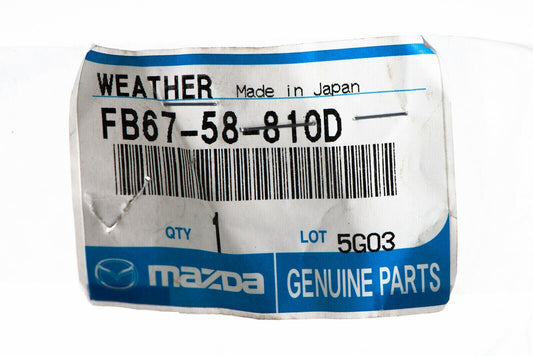 WEATHER Made in Japan
FB67-58-810D
QTY 1 LOT 5G03
mazda GENUINE PARTS